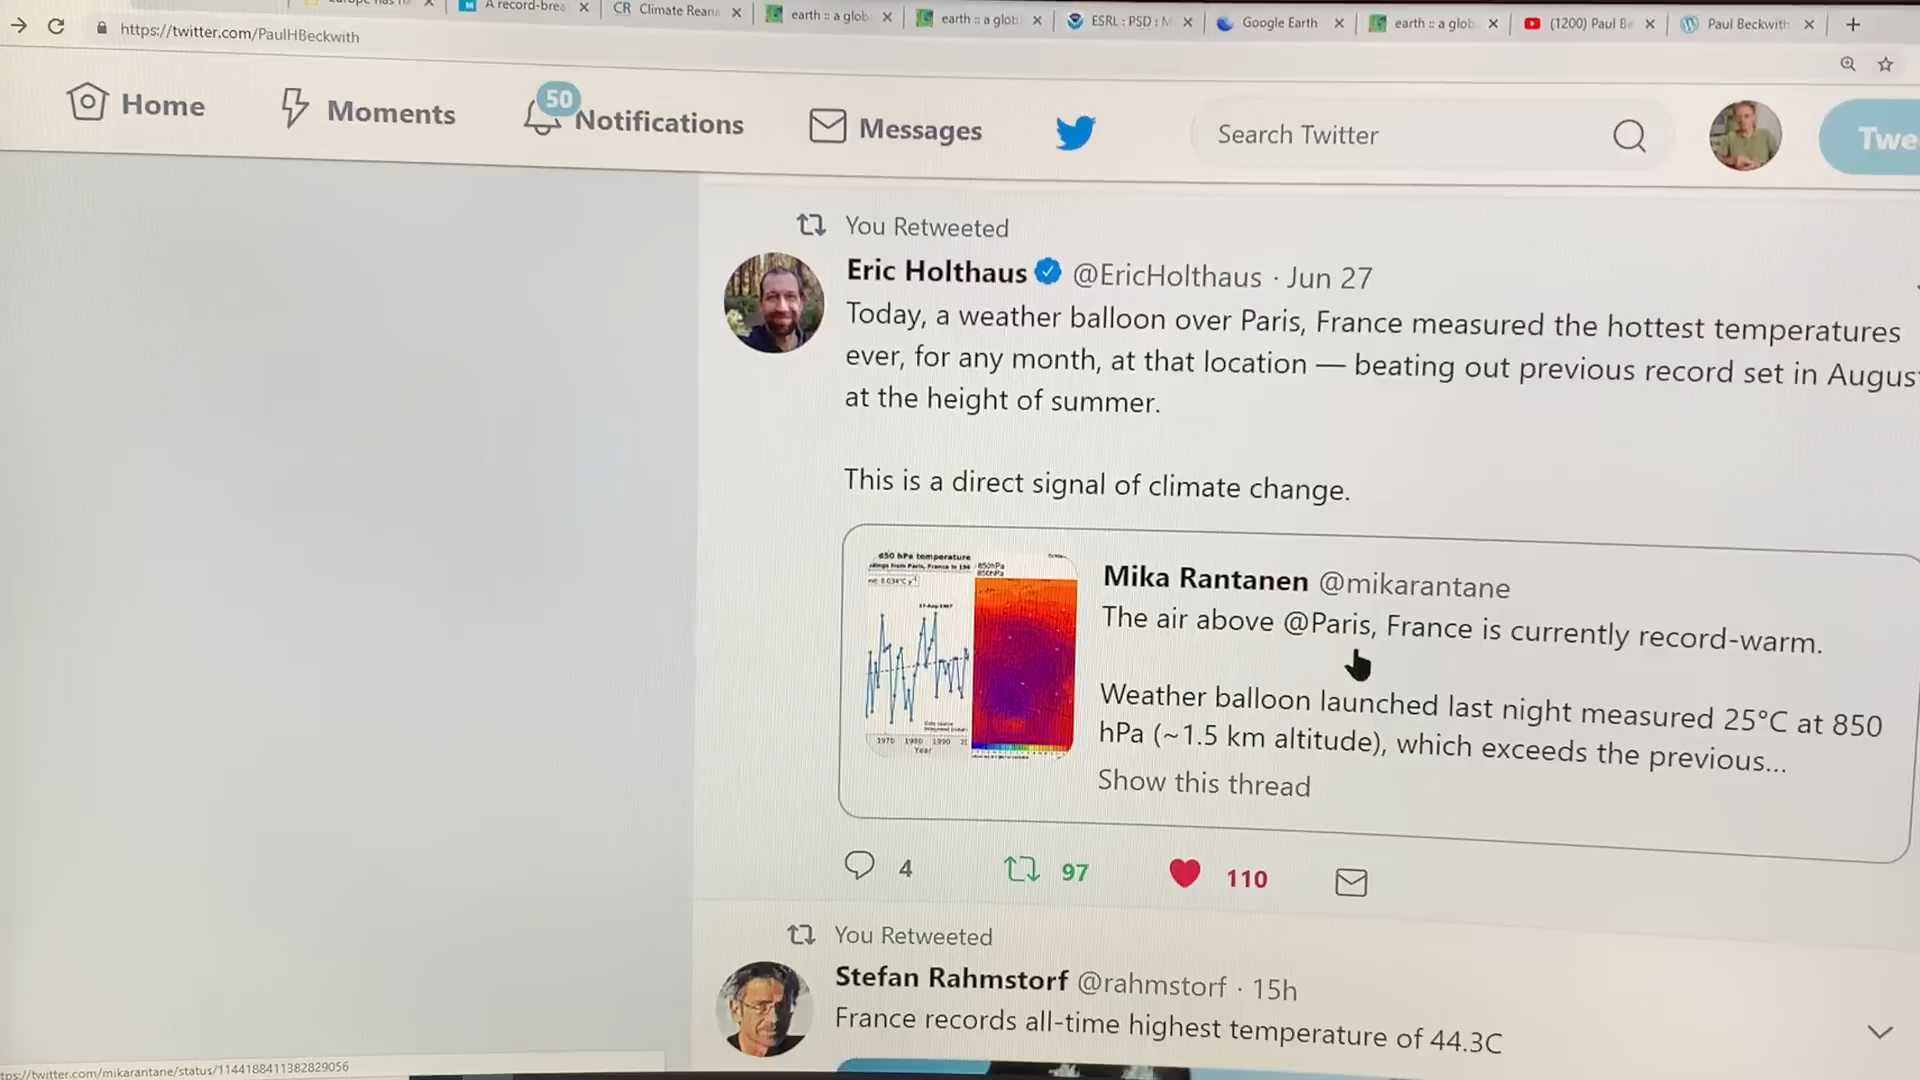 A record-brea
CR Climate Reana
earth :: a glob
earth :: a glob
ESRL : PSD : M
Google Earth
earth :: a glob
(1200) Paul Be
Paul Beckwith
https://twitter.com/PaulHBeckwith
Home
Moments
50
Notifications
Messages
Search Twitter
Twe
You Retweeted
Eric Holthaus @EricHolthaus · Jun 27
Today, a weather balloon over Paris, France measured the hottest temperatures
ever, for any month, at that location — beating out previous record set in Augus
at the height of summer.
This is a direct signal of climate change.
850 hPa temperature
1970 1980 1990
Year
Mika Rantanen @mikarantane
The air above @Paris, France is currently record-warm.
Weather balloon launched last night measured 25°C at 850
hPa (~1.5 km altitude), which exceeds the previous...
Show this thread
4
97
110
You Retweeted
Stefan Rahmstorf @rahmstorf · 15h
France records all-time highest temperature of 44.3C
tps://twitter.com/mikarantane/status/1144188411382829056